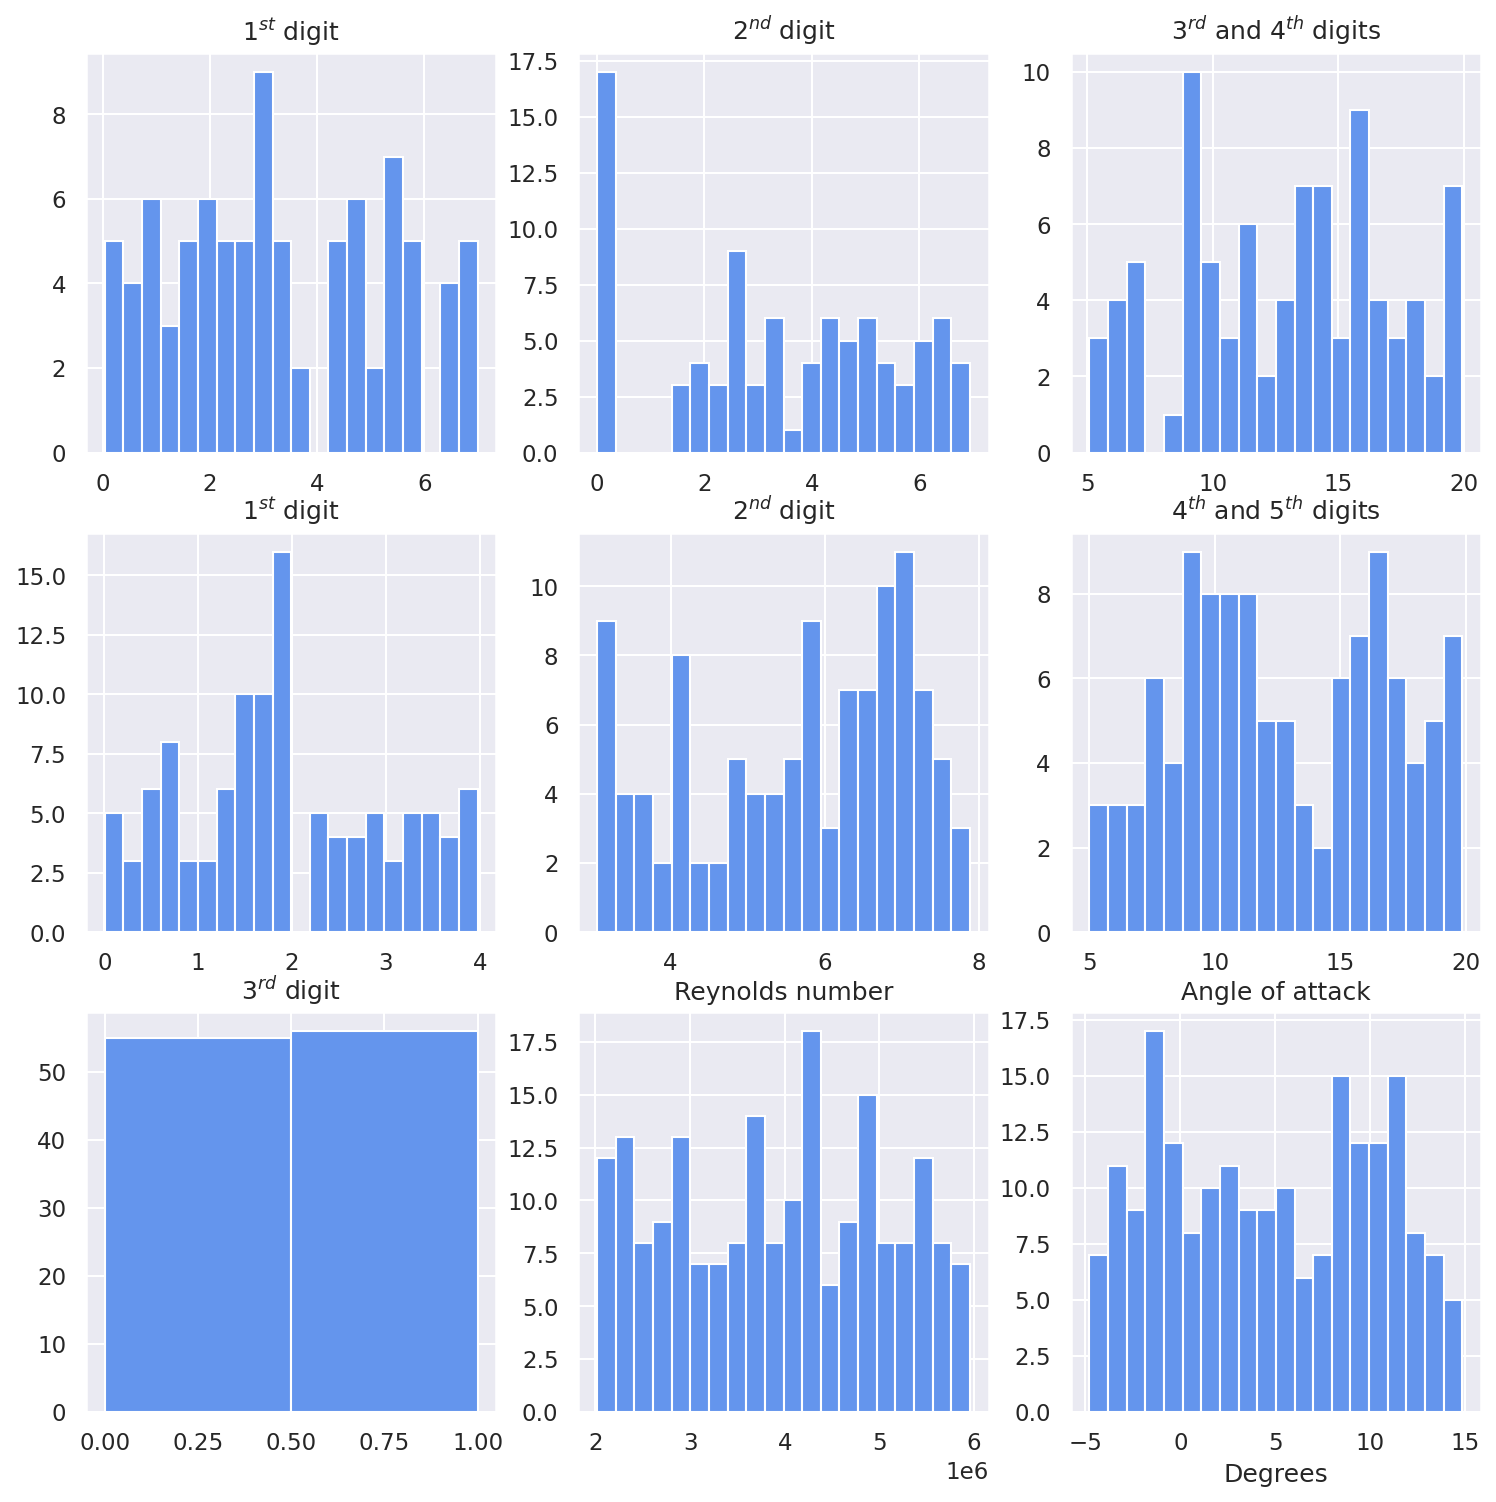 1st digit
2nd digit
3rd and 4th digits
8
6
4
2
0
0 2 4 6
17.5
15.0
12.5
10.0
7.5
5.0
2.5
0.0
0 2 4 6
10
8
6
4
2
0
5 10 15 20
1st digit
2nd digit
4th and 5th digits
15.0
12.5
10.0
7.5
5.0
2.5
0.0
0 1 2 3 4
10
8
6
4
2
0
4 6 8
8
6
4
2
0
5 10 15 20
3rd digit
Reynolds number
Angle of attack
50
40
30
20
10
0
0.00 0.25 0.50 0.75 1.00
17.5
15.0
12.5
10.0
7.5
5.0
2.5
0.0
2 3 4 5 6
1e6
17.5
15.0
12.5
10.0
7.5
5.0
2.5
0.0
−5 0 5 10 15
Degrees